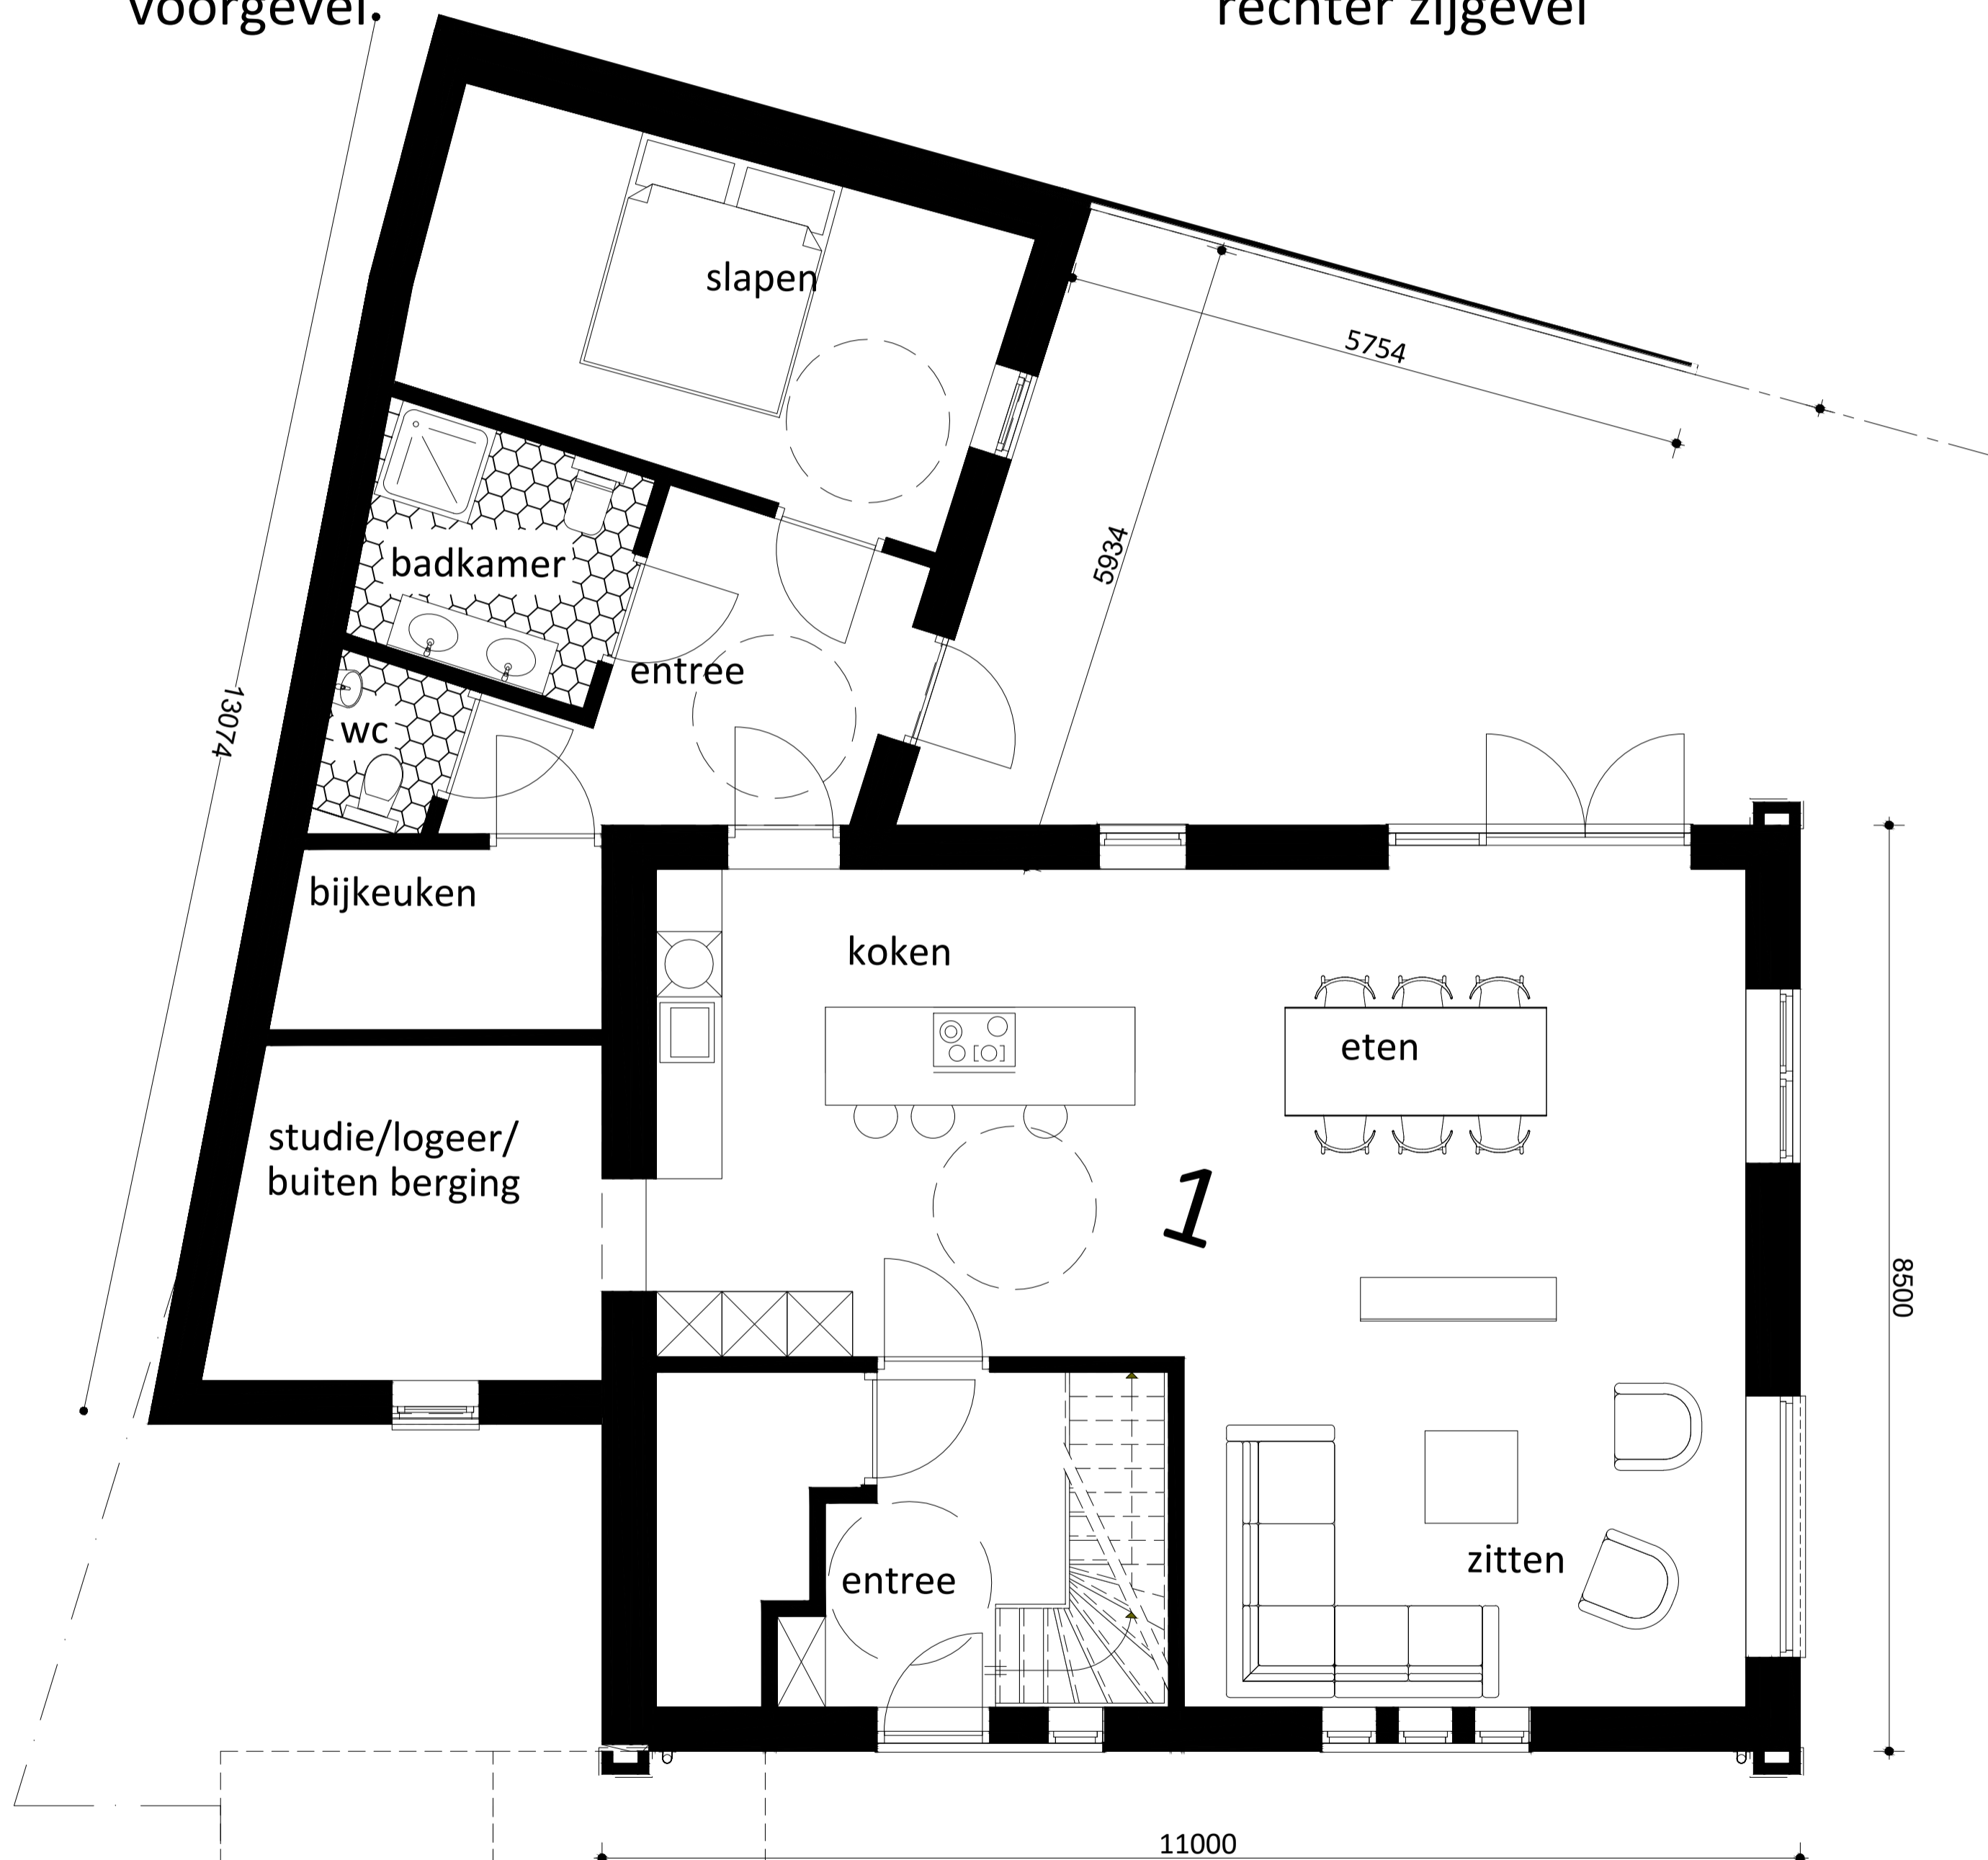 voorgevel.
rechter zijgevel
slapen
5754
5934
badkamer
entree
wc
13074
bijkeuken
koken
eten
studie/logeer/
buiten berging
1
8500
zitten
entree
11000